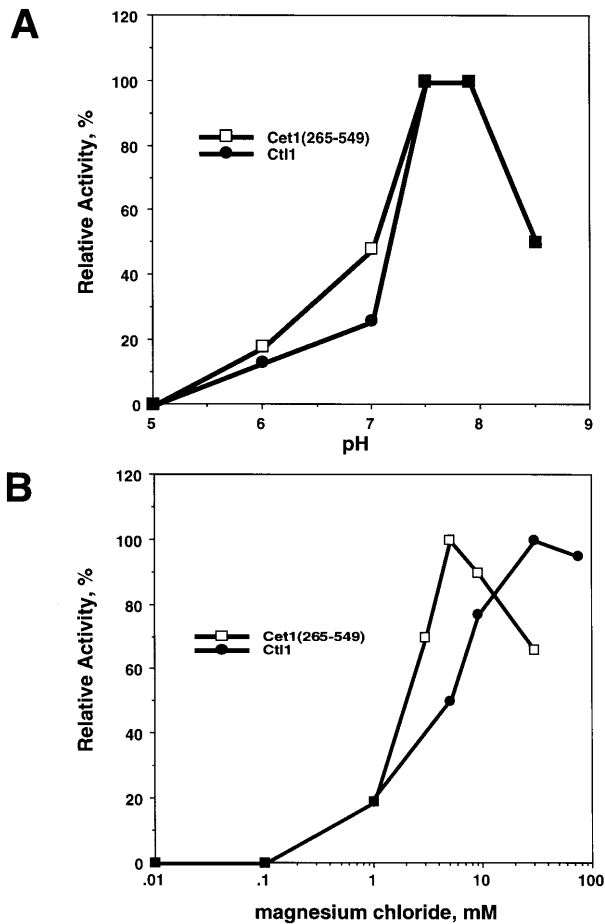 A
120
100
80
60
40
20
0
Relative Activity, %
Cet1(265-549)
Ctl1
5 6 7 8 9
pH
B
120
100
80
60
40
20
0
Relative Activity, %
Cet1(265-549)
Ctl1
.01 .1 1 10 100
magnesium chloride, mM